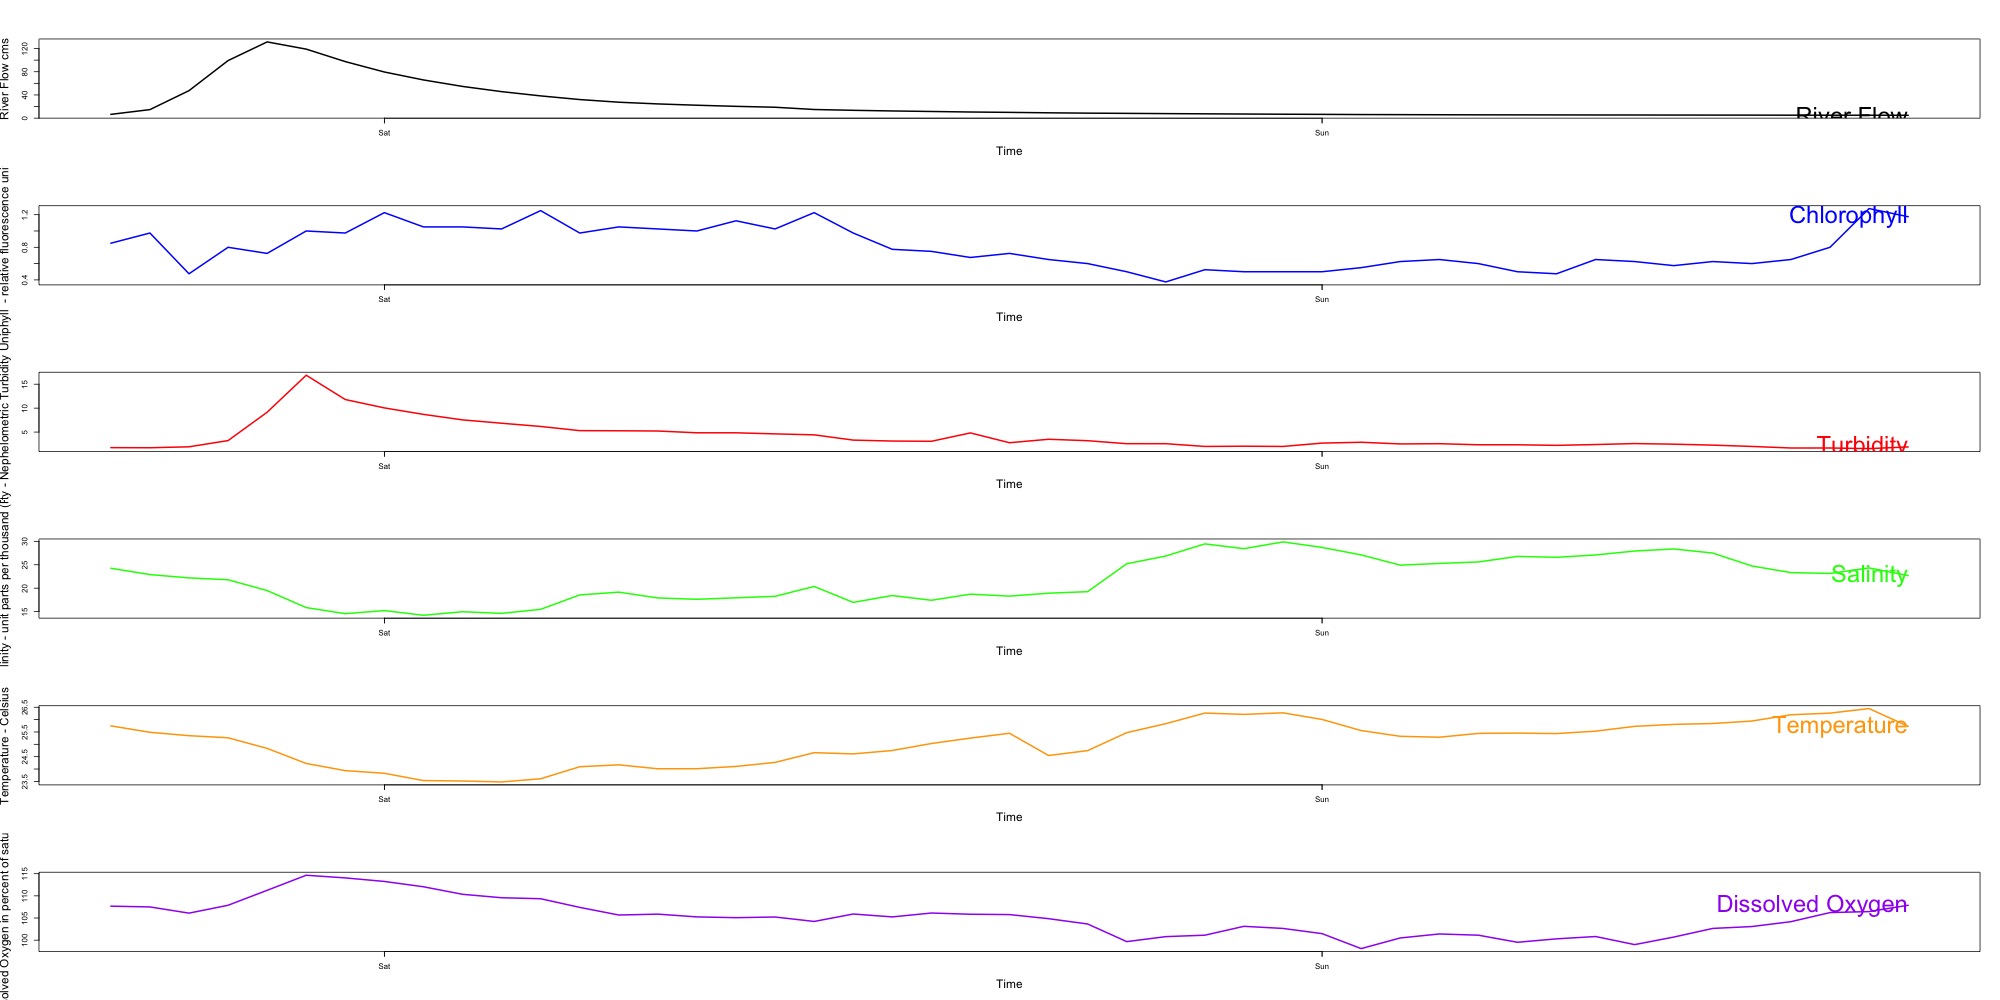 River Flow cms
0
40
80
120
River Flow
Sat
Sun
Time
- relative fluorescence uni
0.4
0.8
1.2
Chlorophyll
Sat
Sun
Time
- Nephelometric Turbidity Uni
5
10
15
Turbidity
Sat
Sun
Time
linity - unit parts per thousand
15
20
25
30
Salinity
Sat
Sun
Time
Temperature - Celsius
23.5
24.5
25.5
26.5
Temperature
Sat
Sun
Time
olved Oxygen in percent of satu
100
105
110
115
Dissolved Oxygen
Sat
Sun
Time